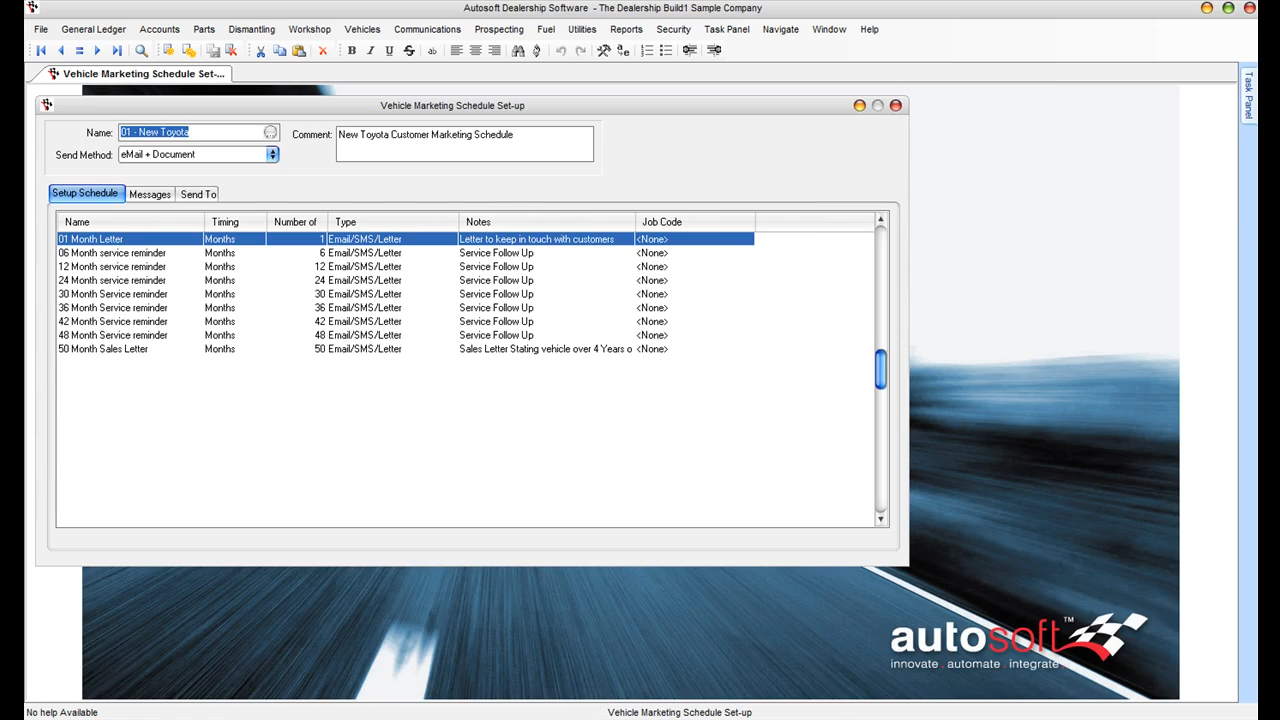 Autosoft Dealership Software - The Dealership Build1 Sample Company
File General Ledger Accounts Parts Dismantling Workshop Vehicles Communications Prospecting Fuel Utilities Reports Security Task Panel Navigate Window Help
B I U S ab
Vehicle Marketing Schedule Set-...
Task Panel
Vehicle Marketing Schedule Set-up
Name: 01 - New Toyota
Comment: New Toyota Customer Marketing Schedule
Send Method: eMail + Document
Setup Schedule Messages Send To
Name Timing Number of Type Notes Job Code
01 Month Letter Months 1 Email/SMS/Letter Letter to keep in touch with customers <None>
06 Month service reminder Months 6 Email/SMS/Letter Service Follow Up <None>
12 Month service reminder Months 12 Email/SMS/Letter Service Follow Up <None>
24 Month service reminder Months 24 Email/SMS/Letter Service Follow Up <None>
30 Month Service reminder Months 30 Email/SMS/Letter Service Follow Up <None>
36 Month Service reminder Months 36 Email/SMS/Letter Service Follow Up <None>
42 Month Service reminder Months 42 Email/SMS/Letter Service Follow Up <None>
48 Month Service reminder Months 48 Email/SMS/Letter Service Follow Up <None>
50 Month Sales Letter Months 50 Email/SMS/Letter Sales Letter Stating vehicle over 4 Years o <None>
autosoft™
innovate . automate . integrate
No help Available
Vehicle Marketing Schedule Set-up